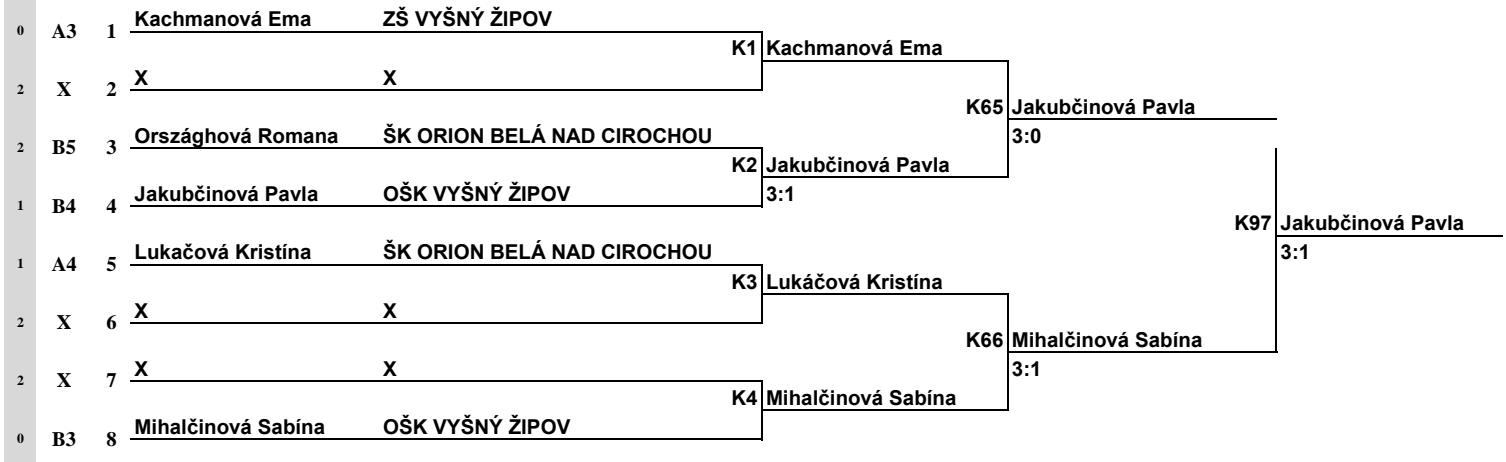 0 A3 1 Kachmanová Ema ZŠ VYŠNÝ ŽIPOV
K1 Kachmanová Ema
2 X 2 X X
K65 Jakubčinová Pavla
3:0
2 B5 3 Országhová Romana ŠK ORION BELÁ NAD CIROCHOU
K2 Jakubčinová Pavla
3:1
1 B4 4 Jakubčinová Pavla OŠK VYŠNÝ ŽIPOV
K97 Jakubčinová Pavla
3:1
1 A4 5 Lukačová Kristína ŠK ORION BELÁ NAD CIROCHOU
K3 Lukáčová Kristína
2 X 6 X X
K66 Mihalčinová Sabína
3:1
2 X 7 X X
K4 Mihalčinová Sabína
0 B3 8 Mihalčinová Sabína OŠK VYŠNÝ ŽIPOV